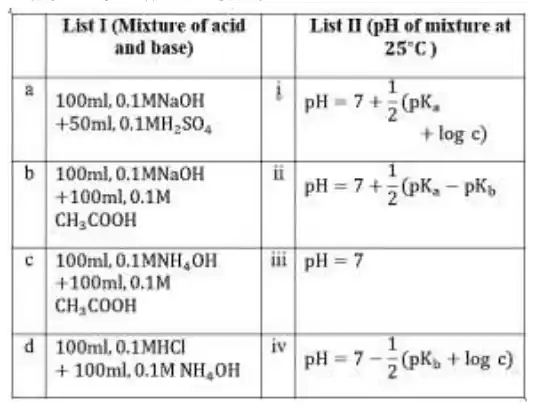 List I (Mixture of acid and base)
List II (pH of mixture at 25°C )
a
100ml, 0.1MNaOH
+50ml, 0.1MH₂SO₄
i
pH = 7 + 1/2 (pKₐ
+ log c)
b
100ml, 0.1MNaOH
+100ml, 0.1M
CH₃COOH
ii
pH = 7 + 1/2 (pKₐ − pK_b
c
100ml, 0.1MNH₄OH
+100ml, 0.1M
CH₃COOH
iii
pH = 7
d
100ml, 0.1MHCl
+ 100ml, 0.1M NH₄OH
iv
pH = 7 − 1/2 (pK_b + log c)